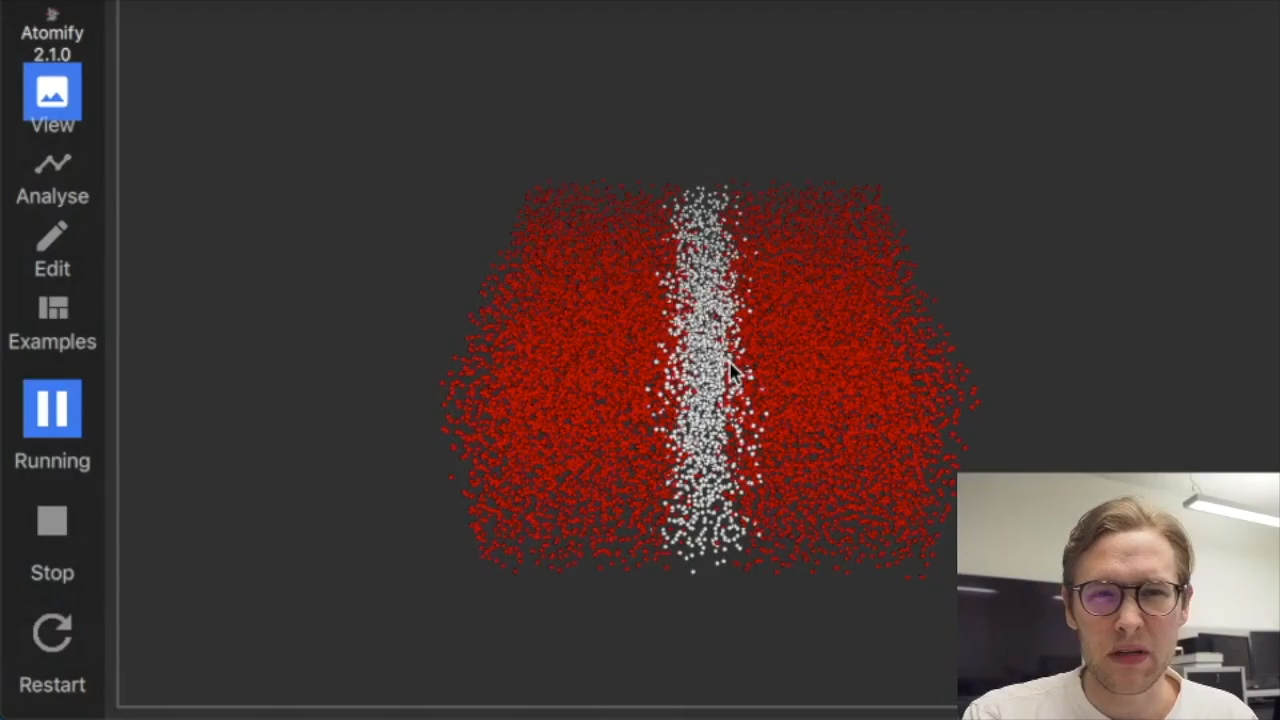 Atomify
2.1.0
View
Analyse
Edit
Examples
Running
Stop
Restart